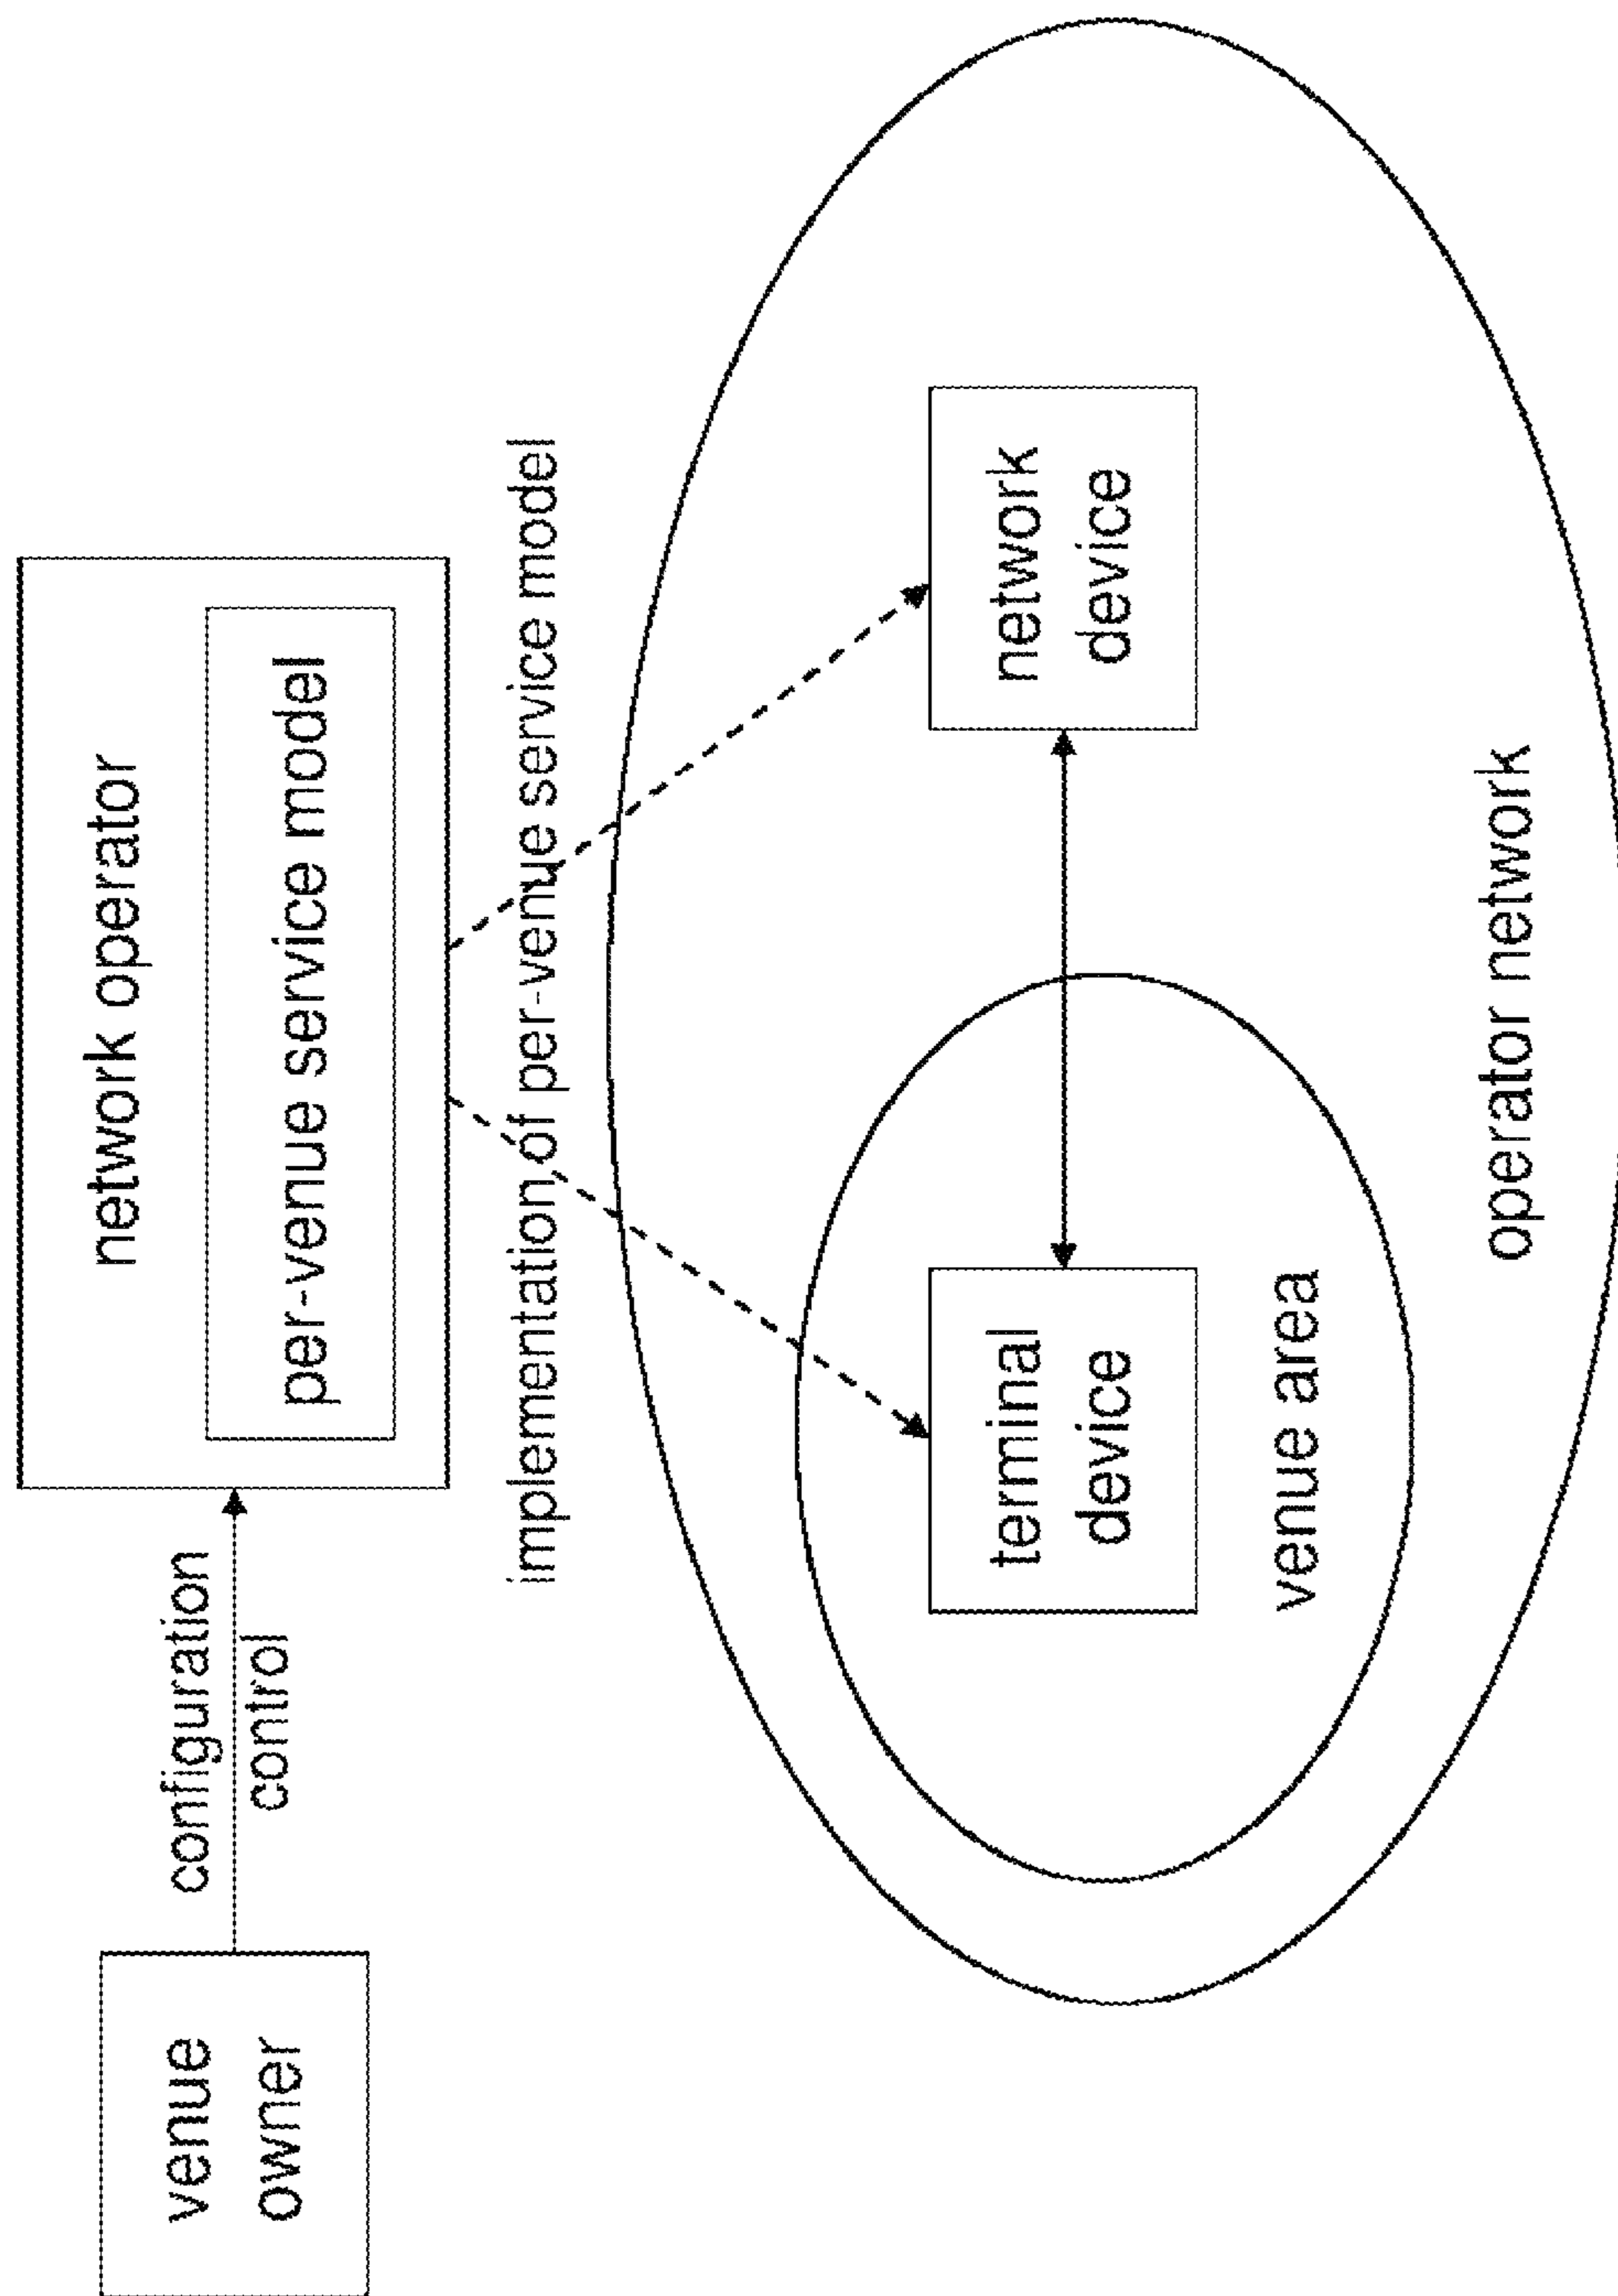 venue
owner
configuration
control
network operator
per-venue service model
implementation of per-venue service model
terminal
device
venue area
network
device
operator network